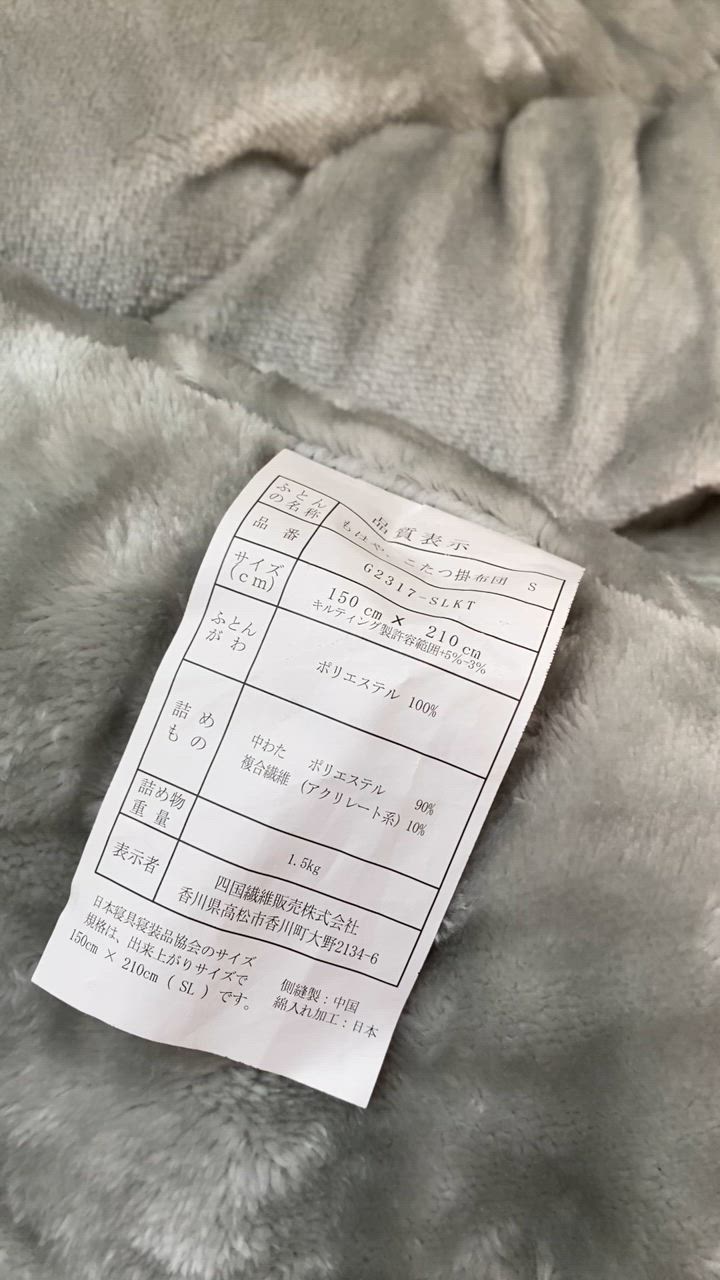 品質表示
ふとん
の名称
もはや、こたつ掛布団 S
品 番
G2317-SLKT
サイズ
(cm)
150 cm × 210 cm
キルティング製許容範囲+5%-3%
ふとん
が わ
ポリエステル 100%
詰 め
も の
中わた ポリエステル 90%
複合繊維 (アクリレート系) 10%
詰め物
重 量
1.5kg
表示者
四国繊維販売株式会社
香川県高松市香川町大野2134-6
日本寝具寝装品協会のサイズ
規格は、出来上がりサイズで
150cm × 210cm ( SL ) です。
側縫製：中国
綿入れ加工：日本